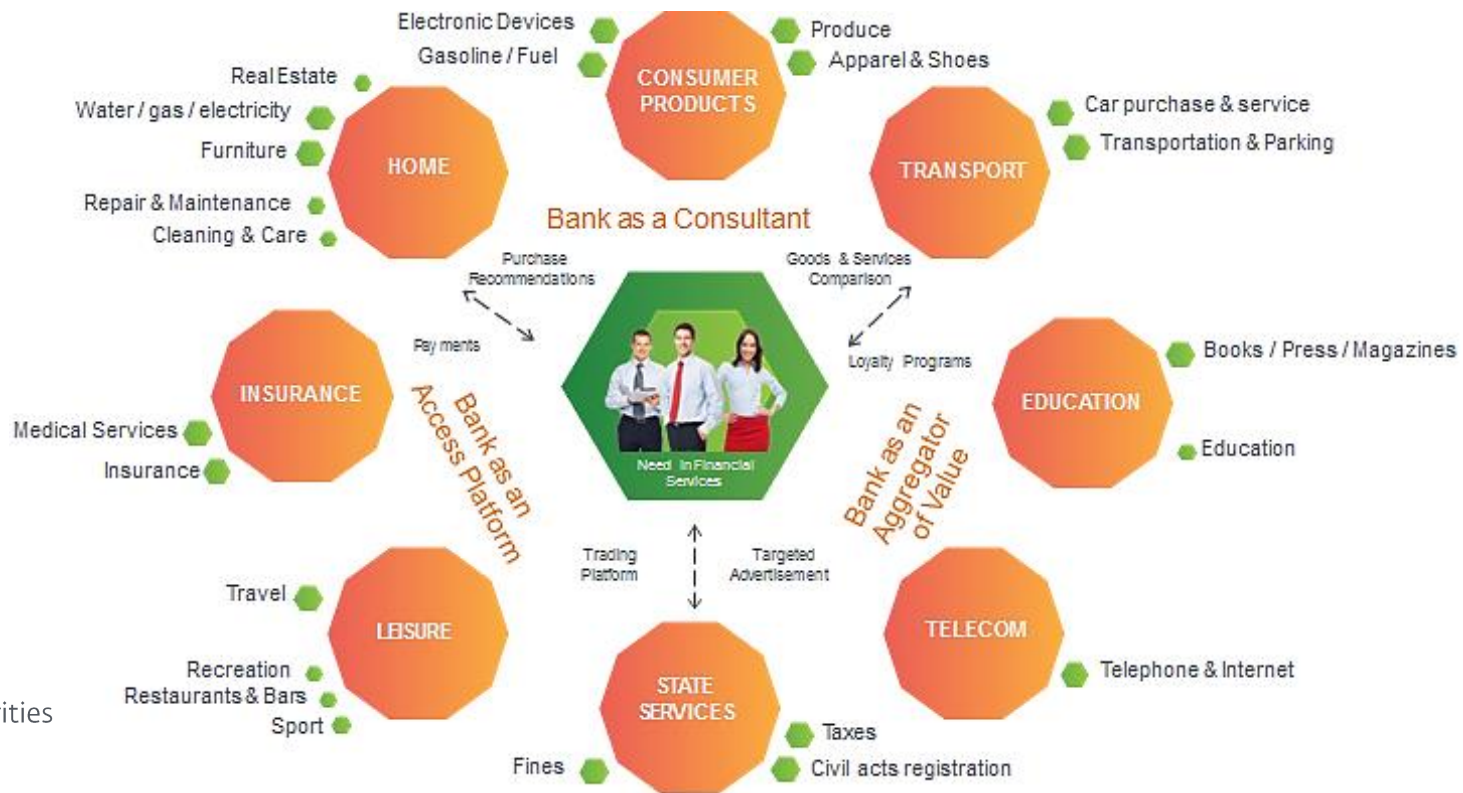 Electronic Devices
Gasoline / Fuel
Produce
Apparel & Shoes
CONSUMER
PRODUCTS
Real Estate
Water / gas / electricity
Furniture
Repair & Maintenance
Cleaning & Care
HOME
Car purchase & service
Transportation & Parking
TRANSPORT
Bank as a Consultant
Purchase
Recommendations
Goods & Services
Comparison
Payments
Loyalty Programs
INSURANCE
Medical Services
Insurance
Bank as an
Access Platform
Need In Financial
Services
Bank as an
Aggregator
of Value
EDUCATION
Books / Press / Magazines
Education
Trading
Platform
Targeted
Advertisement
Travel
LEISURE
Recreation
Restaurants & Bars
Sport
rities
STATE
SERVICES
Fines
Taxes
Civil acts registration
TELECOM
Telephone & Internet